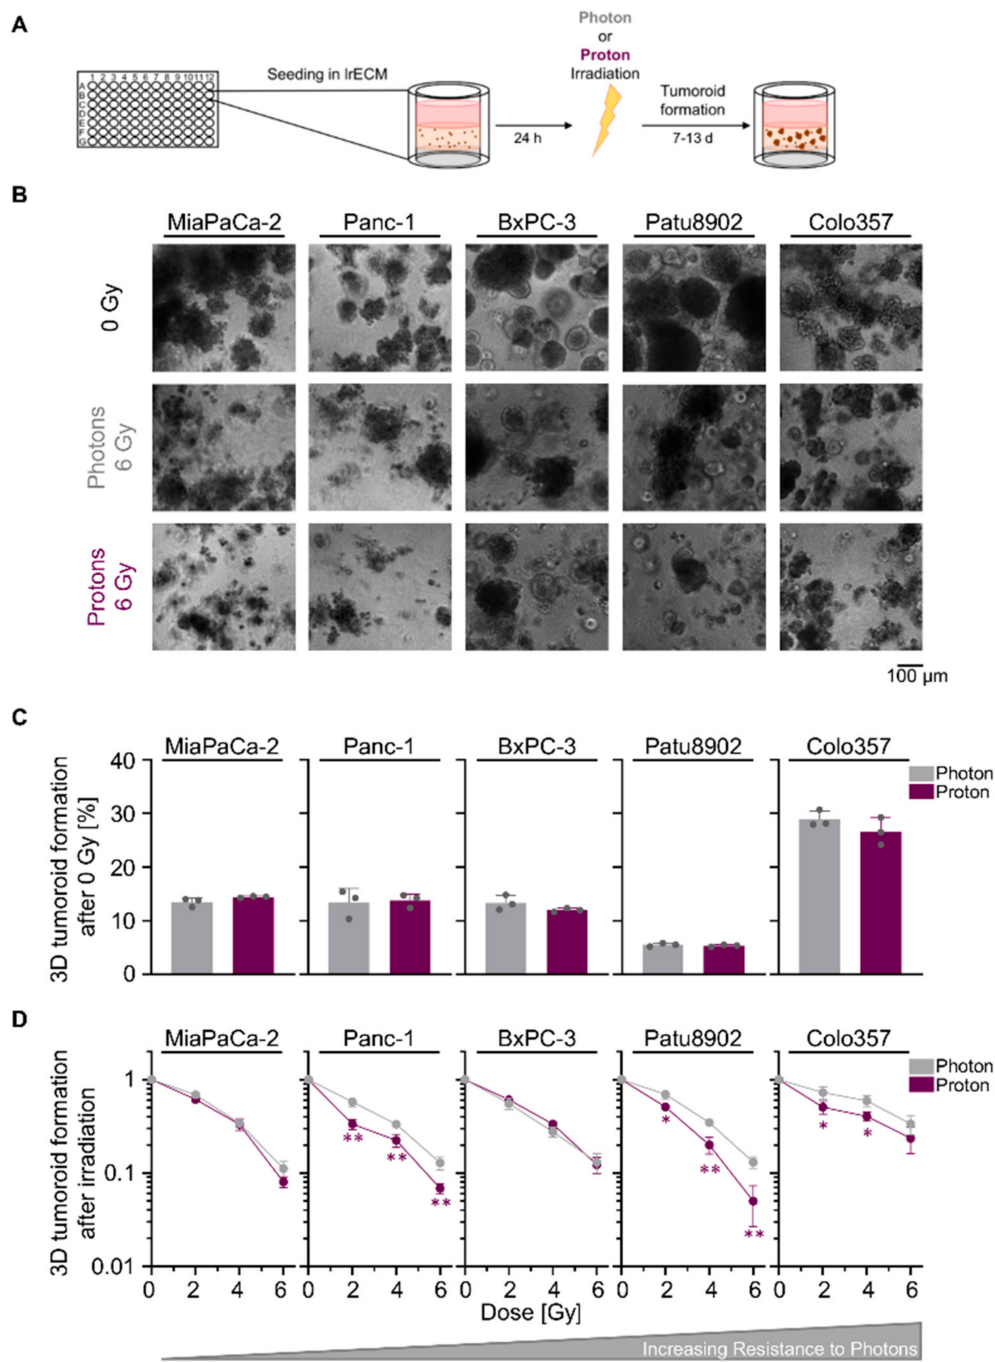 A
Photon
or
Proton
Irradiation
Seeding in lrECM
Tumoroid
formation
1 2 3 4 5 6 7 8 9 10 11 12
A
B
C
D
E
F
G
24 h
7-13 d
B
MiaPaCa-2 Panc-1 BxPC-3 Patu8902 Colo357
0 Gy
Photons
6 Gy
Protons
6 Gy
100 µm
C
MiaPaCa-2 Panc-1 BxPC-3 Patu8902 Colo357
3D tumoroid formation
after 0 Gy [%]
40
30
20
10
0
Photon
Proton
D
MiaPaCa-2 Panc-1 BxPC-3 Patu8902 Colo357
3D tumoroid formation
after irradiation
1
0.1
0.01
Photon
Proton
** ** **
* ** **
* *
0 2 4 6 0 2 4 6 0 2 4 6 0 2 4 6 0 2 4 6
Dose [Gy]
Increasing Resistance to Photons